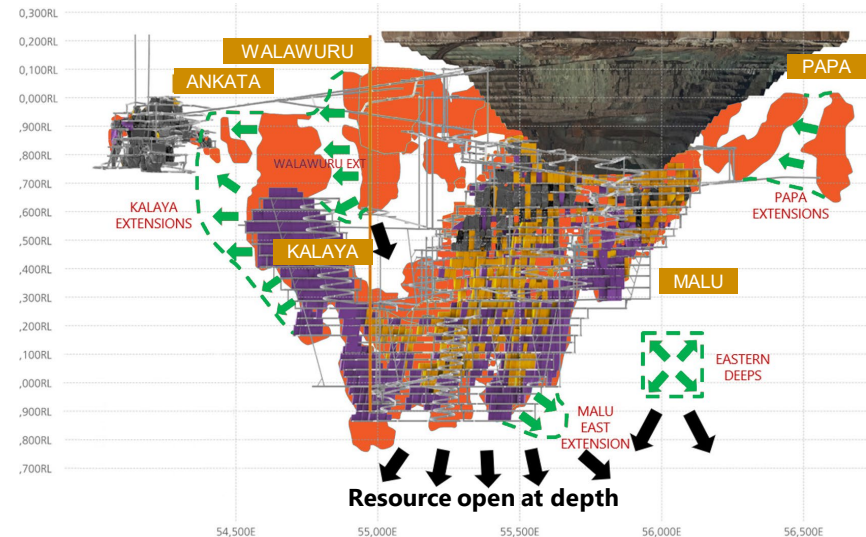 0,300RL
0,200RL
WALAWURU
PAPA
ANKATA
0,100RL
0,000RL
,900RL
,800RL
WALAWURU EXT
,700RL
KALAYA
EXTENSIONS
PAPA
EXTENSIONS
,600RL
,500RL
KALAYA
,400RL
MALU
,300RL
,200RL
EASTERN
DEEPS
,100RL
,000RL
MALU
EAST
EXTENSION
,900RL
,800RL
,700RL
Resource open at depth
54,500E
55,000E
55,500E
56,000E
56,500E